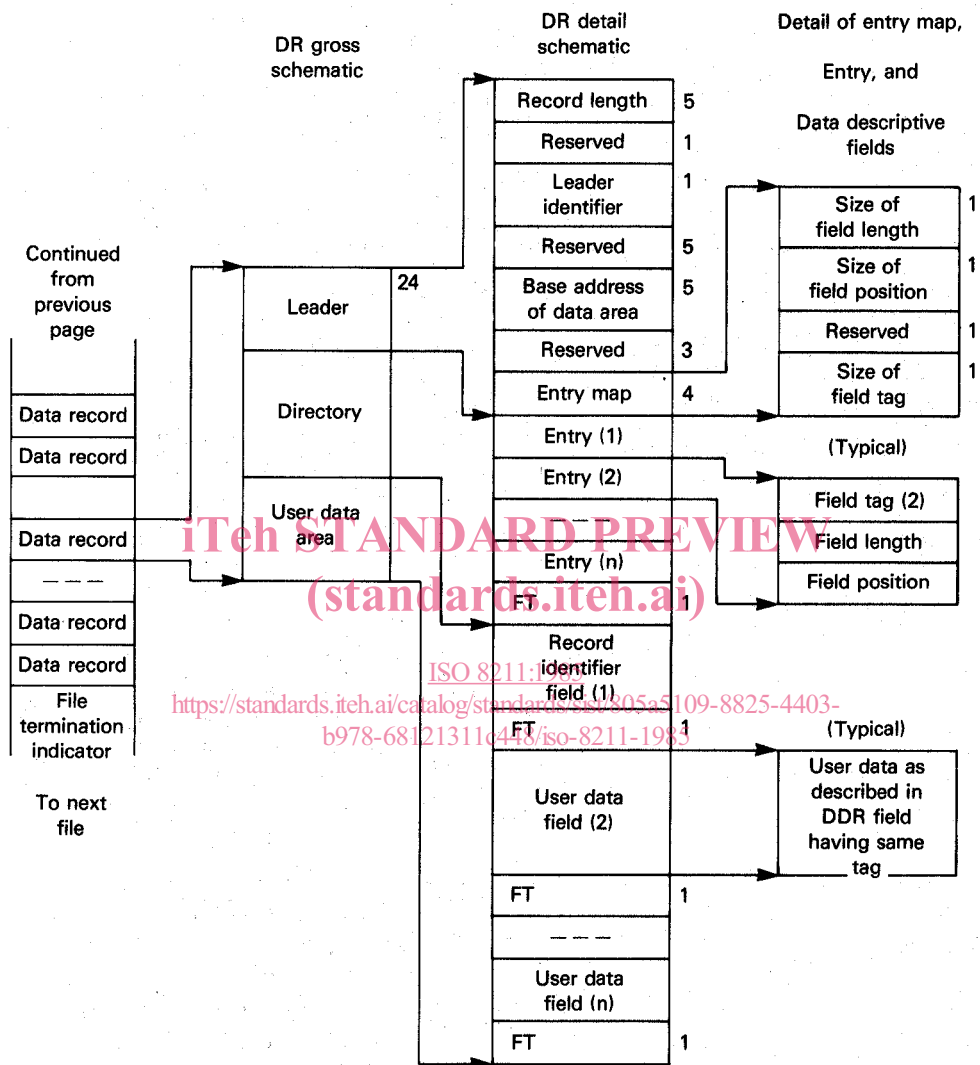 DR gross
schematic
DR detail
schematic
Detail of entry map,
Entry, and
Data descriptive
fields
Continued
from
previous
page
Data record
Data record
Data record
– – –
Data record
Data record
File
termination
indicator
To next
file
Leader
24
Directory
User data
area
Record length 5
Reserved 1
Leader
identifier
1
Reserved 5
Base address
of data area
5
Reserved 3
Entry map 4
Entry (1)
Entry (2)
– – –
Entry (n)
FT 1
Record
identifier
field (1)
FT 1
User data
field (2)
FT 1
– – –
User data
field (n)
FT 1
Size of
field length
1
Size of
field position
1
Reserved 1
Size of
field tag
1
(Typical)
Field tag (2)
Field length
Field position
(Typical)
User data as
described in
DDR field
having same
tag
iTeh STANDARD PREVIEW
(standards.iteh.ai)
ISO 8211:1985
https://standards.iteh.ai/catalog/standards/sist/805a5109-8825-4403-
b978-68121311c448/iso-8211-1985